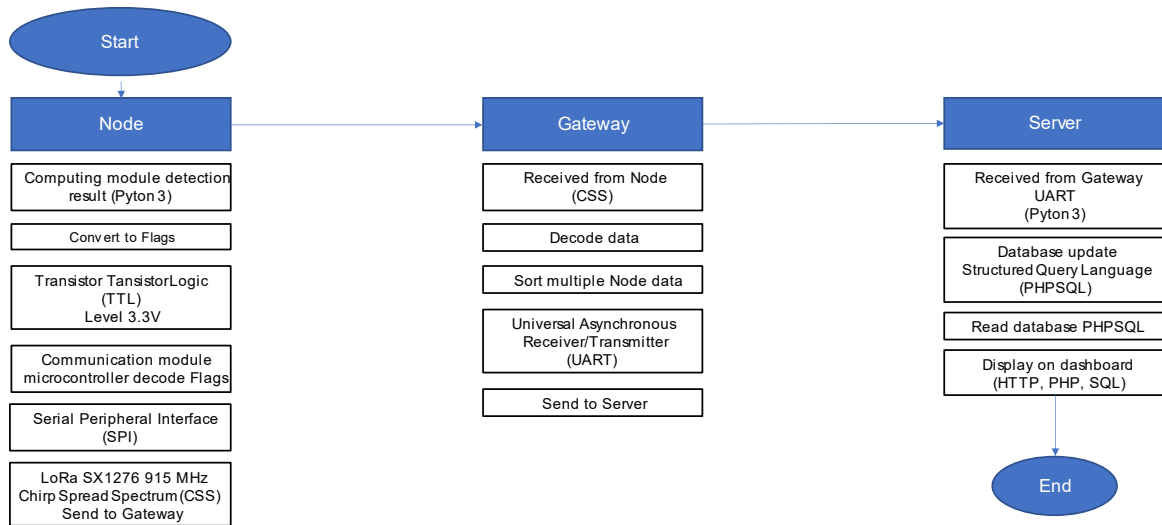 Start
Node
Computing module detection
result (Pyton 3)
Convert to Flags
Transistor TansistorLogic
(TTL)
Level 3.3V
Communication module
microcontroller decode Flags
Serial Peripheral Interface
(SPI)
LoRa SX1276 915 MHz
Chirp Spread Spectrum (CSS)
Send to Gateway
Gateway
Received from Node
(CSS)
Decode data
Sort multiple Node data
Universal Asynchronous
Receiver/Transmitter
(UART)
Send to Server
Server
Received from Gateway
UART
(Pyton 3)
Database update
Structured Query Language
(PHPSQL)
Read database PHPSQL
Display on dashboard
(HTTP, PHP, SQL)
End